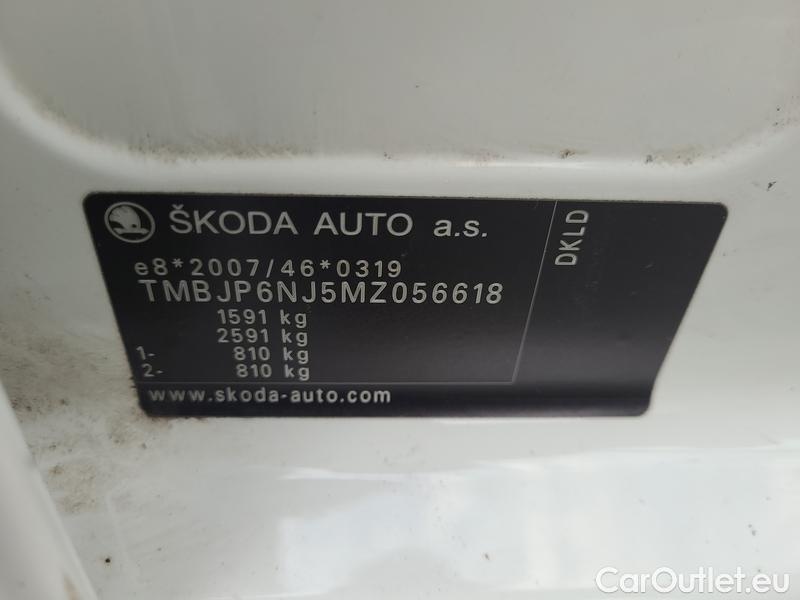 ŠKODA AUTO a.s.
e8*2007/46*0319
TMBJP6NJ5MZ056618
1591 kg
2591 kg
1- 810 kg
2- 810 kg
www.skoda-auto.com
DKLD
CarOutlet.eu